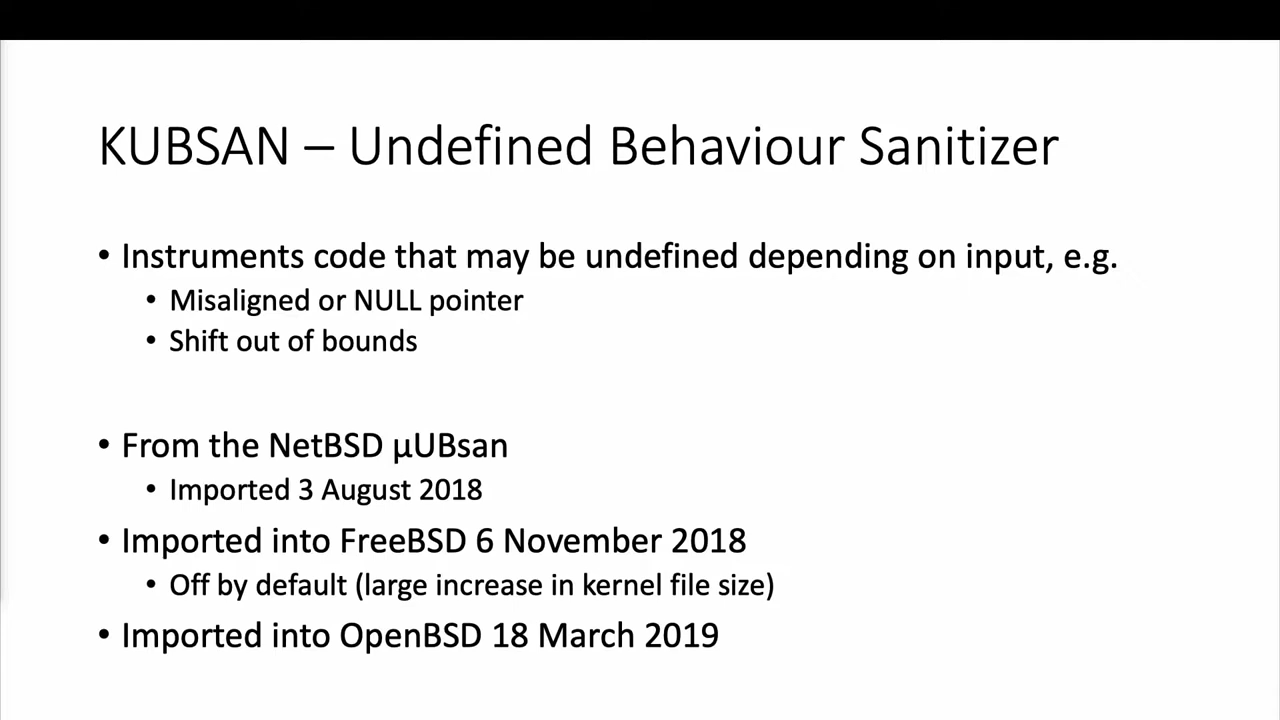 KUBSAN – Undefined Behaviour Sanitizer
• Instruments code that may be undefined depending on input, e.g.
• Misaligned or NULL pointer
• Shift out of bounds
• From the NetBSD µUBsan
• Imported 3 August 2018
• Imported into FreeBSD 6 November 2018
• Off by default (large increase in kernel file size)
• Imported into OpenBSD 18 March 2019